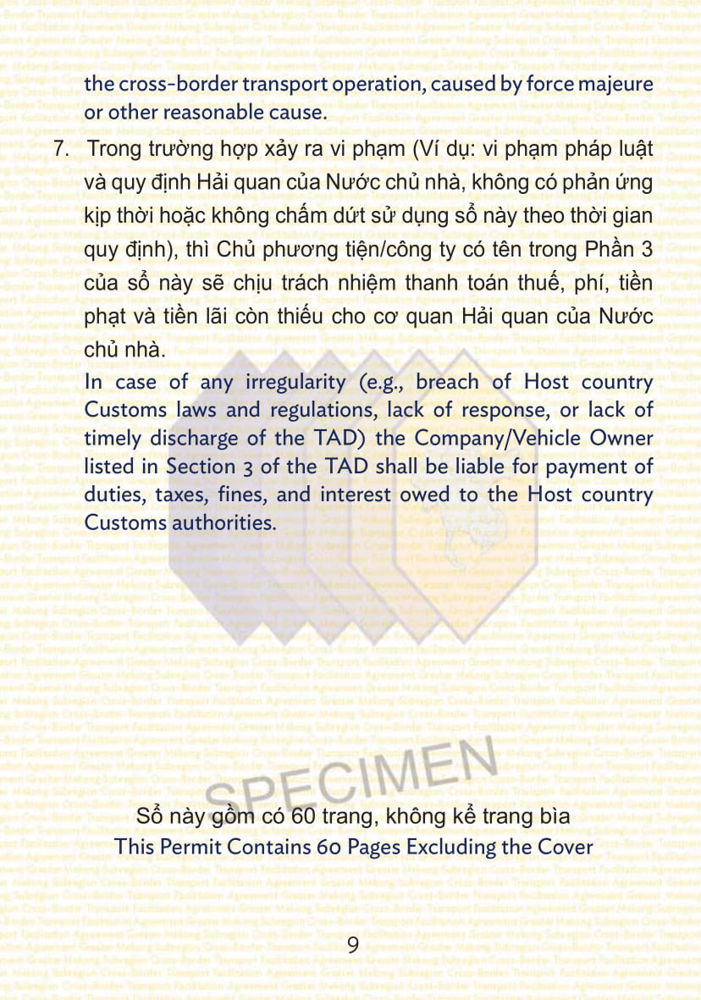 the cross-border transport operation, caused by force majeure
or other reasonable cause.
7. Trong trường hợp xảy ra vi phạm (Ví dụ: vi phạm pháp luật
và quy định Hải quan của Nước chủ nhà, không có phản ứng
kịp thời hoặc không chấm dứt sử dụng sổ này theo thời gian
quy định), thì Chủ phương tiện/công ty có tên trong Phần 3
của sổ này sẽ chịu trách nhiệm thanh toán thuế, phí, tiền
phạt và tiền lãi còn thiếu cho cơ quan Hải quan của Nước
chủ nhà.
In case of any irregularity (e.g., breach of Host country
Customs laws and regulations, lack of response, or lack of
timely discharge of the TAD) the Company/Vehicle Owner
listed in Section 3 of the TAD shall be liable for payment of
duties, taxes, fines, and interest owed to the Host country
Customs authorities.
SPECIMEN
Sổ này gồm có 60 trang, không kể trang bìa
This Permit Contains 60 Pages Excluding the Cover
9